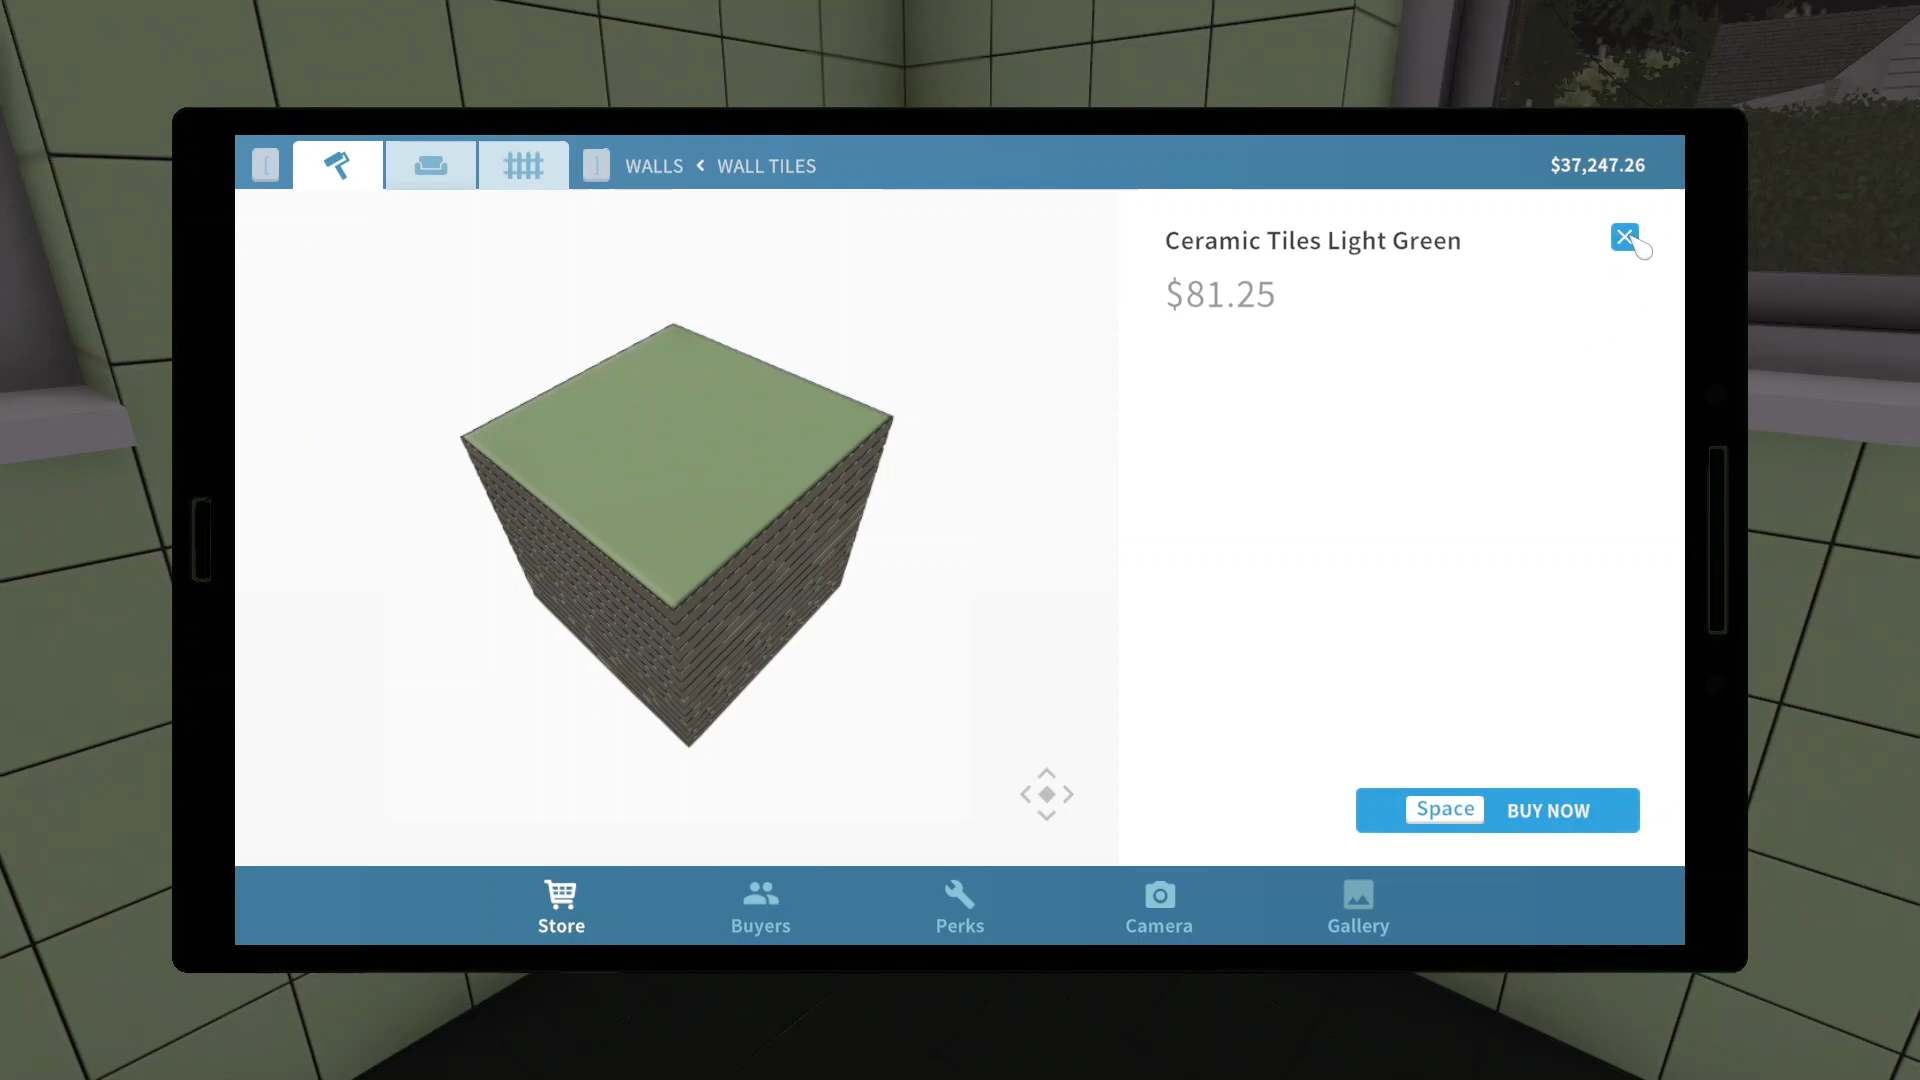 [
]
WALLS < WALL TILES
$37,247.26
Ceramic Tiles Light Green
$81.25
Space BUY NOW
Store
Buyers
Perks
Camera
Gallery